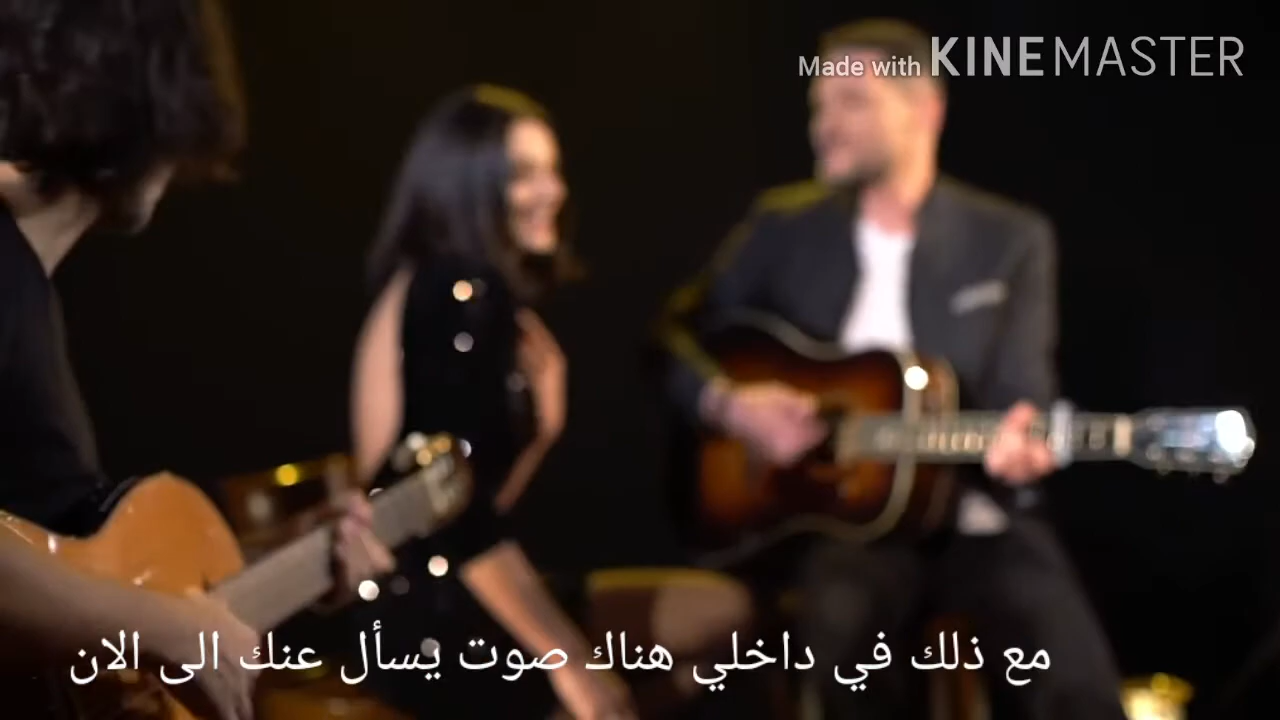 Made with KINEMASTER
مع ذلك في داخلي هناك صوت يسأل عنك الى الان